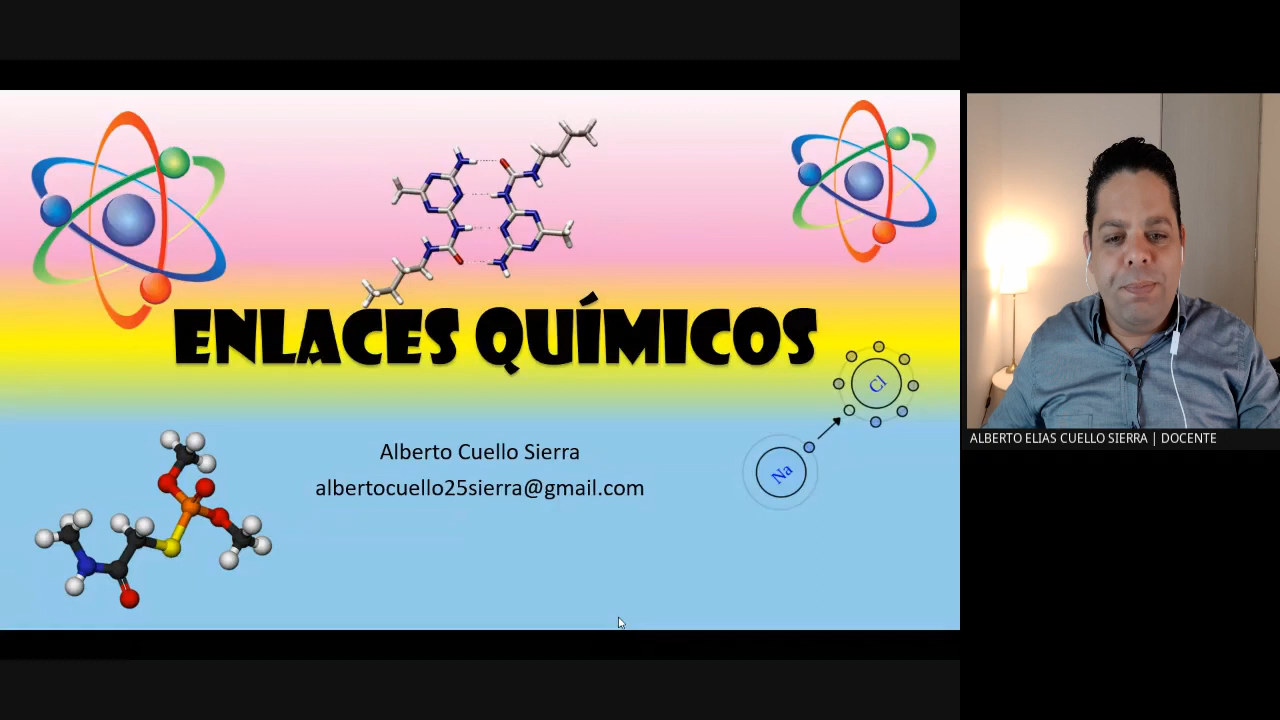 ENLACES QUÍMICOS
Cl
Alberto Cuello Sierra
albertocuello25sierra@gmail.com
Na
ALBERTO ELIAS CUELLO SIERRA | DOCENTE